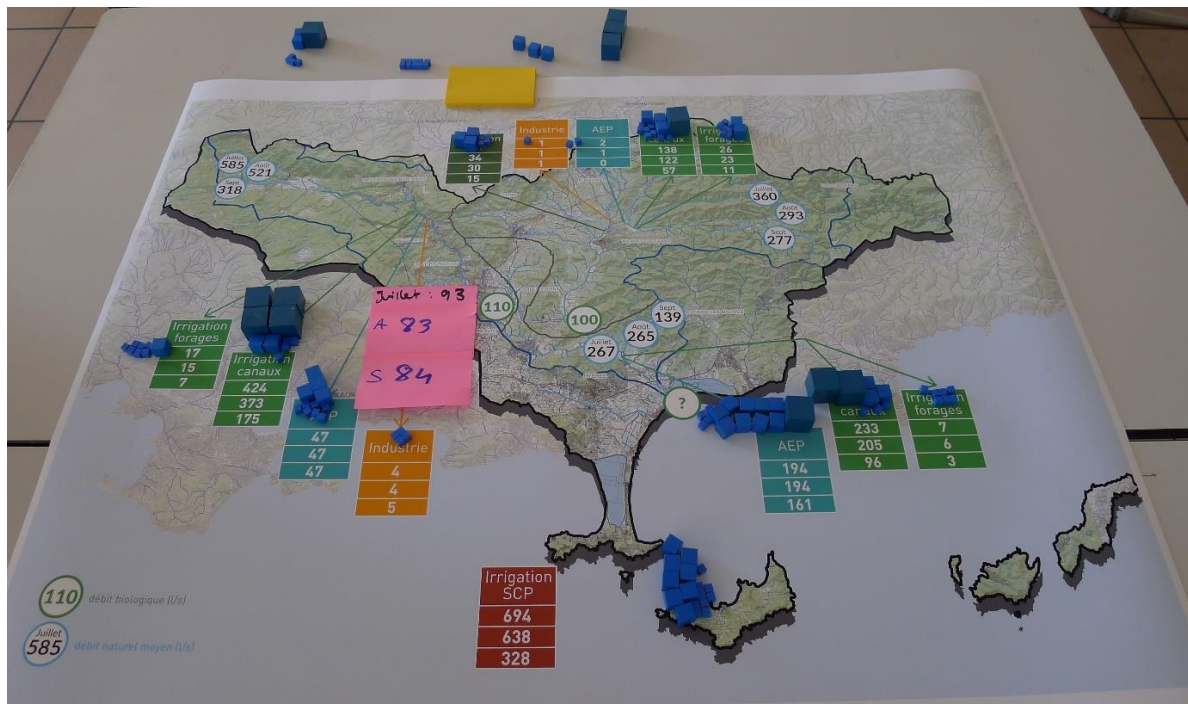 Industrie
1
1
1
AEP
2
1
0
34
30
15
138
122
57
Irrigation
forages
26
23
11
Juillet
585
Août
521
Sept
318
Juillet
360
Août
293
Sept
277
110
100
Sept
139
Août
265
Juillet
267
?
Juillet : 93
A 83
S 84
Irrigation
forages
17
15
7
Irrigation
canaux
424
373
175
47
47
47
Industrie
4
4
5
AEP
194
194
161
canaux
233
205
96
Irrigation
forages
7
6
3
Irrigation
SCP
694
638
328
110
débit biologique (l/s)
Juillet
585
débit naturel moyen (l/s)